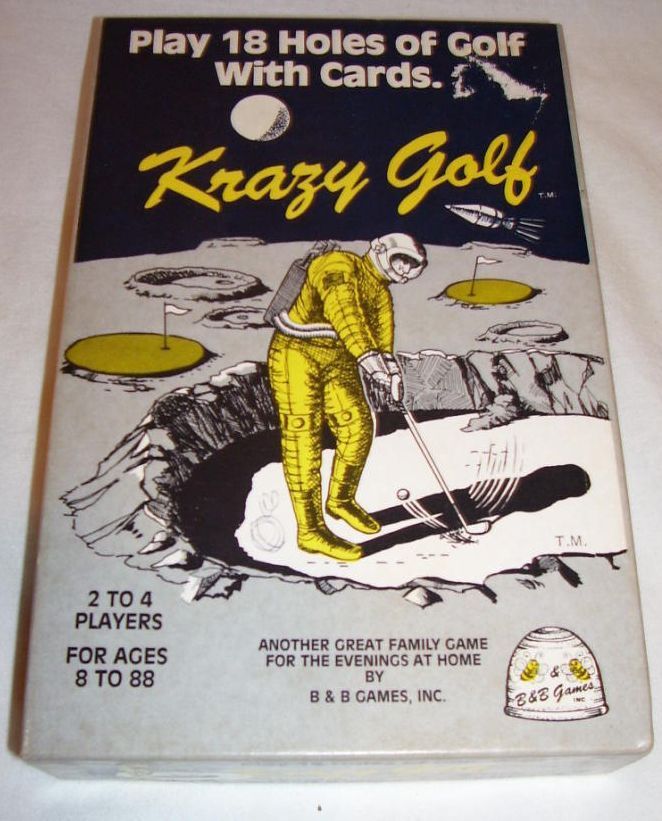 Play 18 Holes of Golf
With Cards.
Krazy Golf
T.M.
T.M.
2 TO 4
PLAYERS
FOR AGES
8 TO 88
ANOTHER GREAT FAMILY GAME
FOR THE EVENINGS AT HOME
BY
B & B GAMES, INC.
&
B&B Games
INC